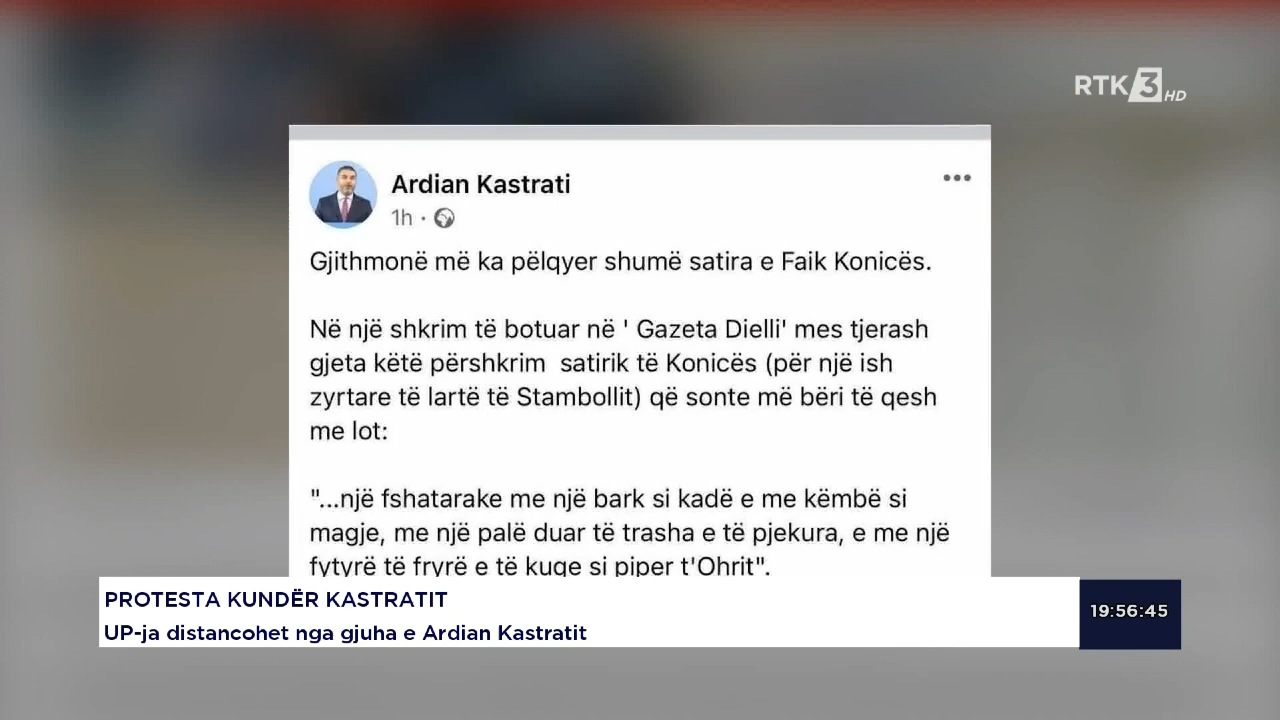 RTK 3 HD
Ardian Kastrati
1h ·
Gjithmonë më ka pëlqyer shumë satira e Faik Konicës.
Në një shkrim të botuar në ' Gazeta Dielli' mes tjerash
gjeta këtë përshkrim  satirik të Konicës (për një ish
zyrtare të lartë të Stambollit) që sonte më bëri të qesh
me lot:
"...një fshatarake me një bark si kadë e me këmbë si
magje, me një palë duar të trasha e të pjekura, e me një
fytyrë të fryrë e të kuqe si piper t'Ohrit".
PROTESTA KUNDËR KASTRATIT
UP-ja distancohet nga gjuha e Ardian Kastratit
19:56:45